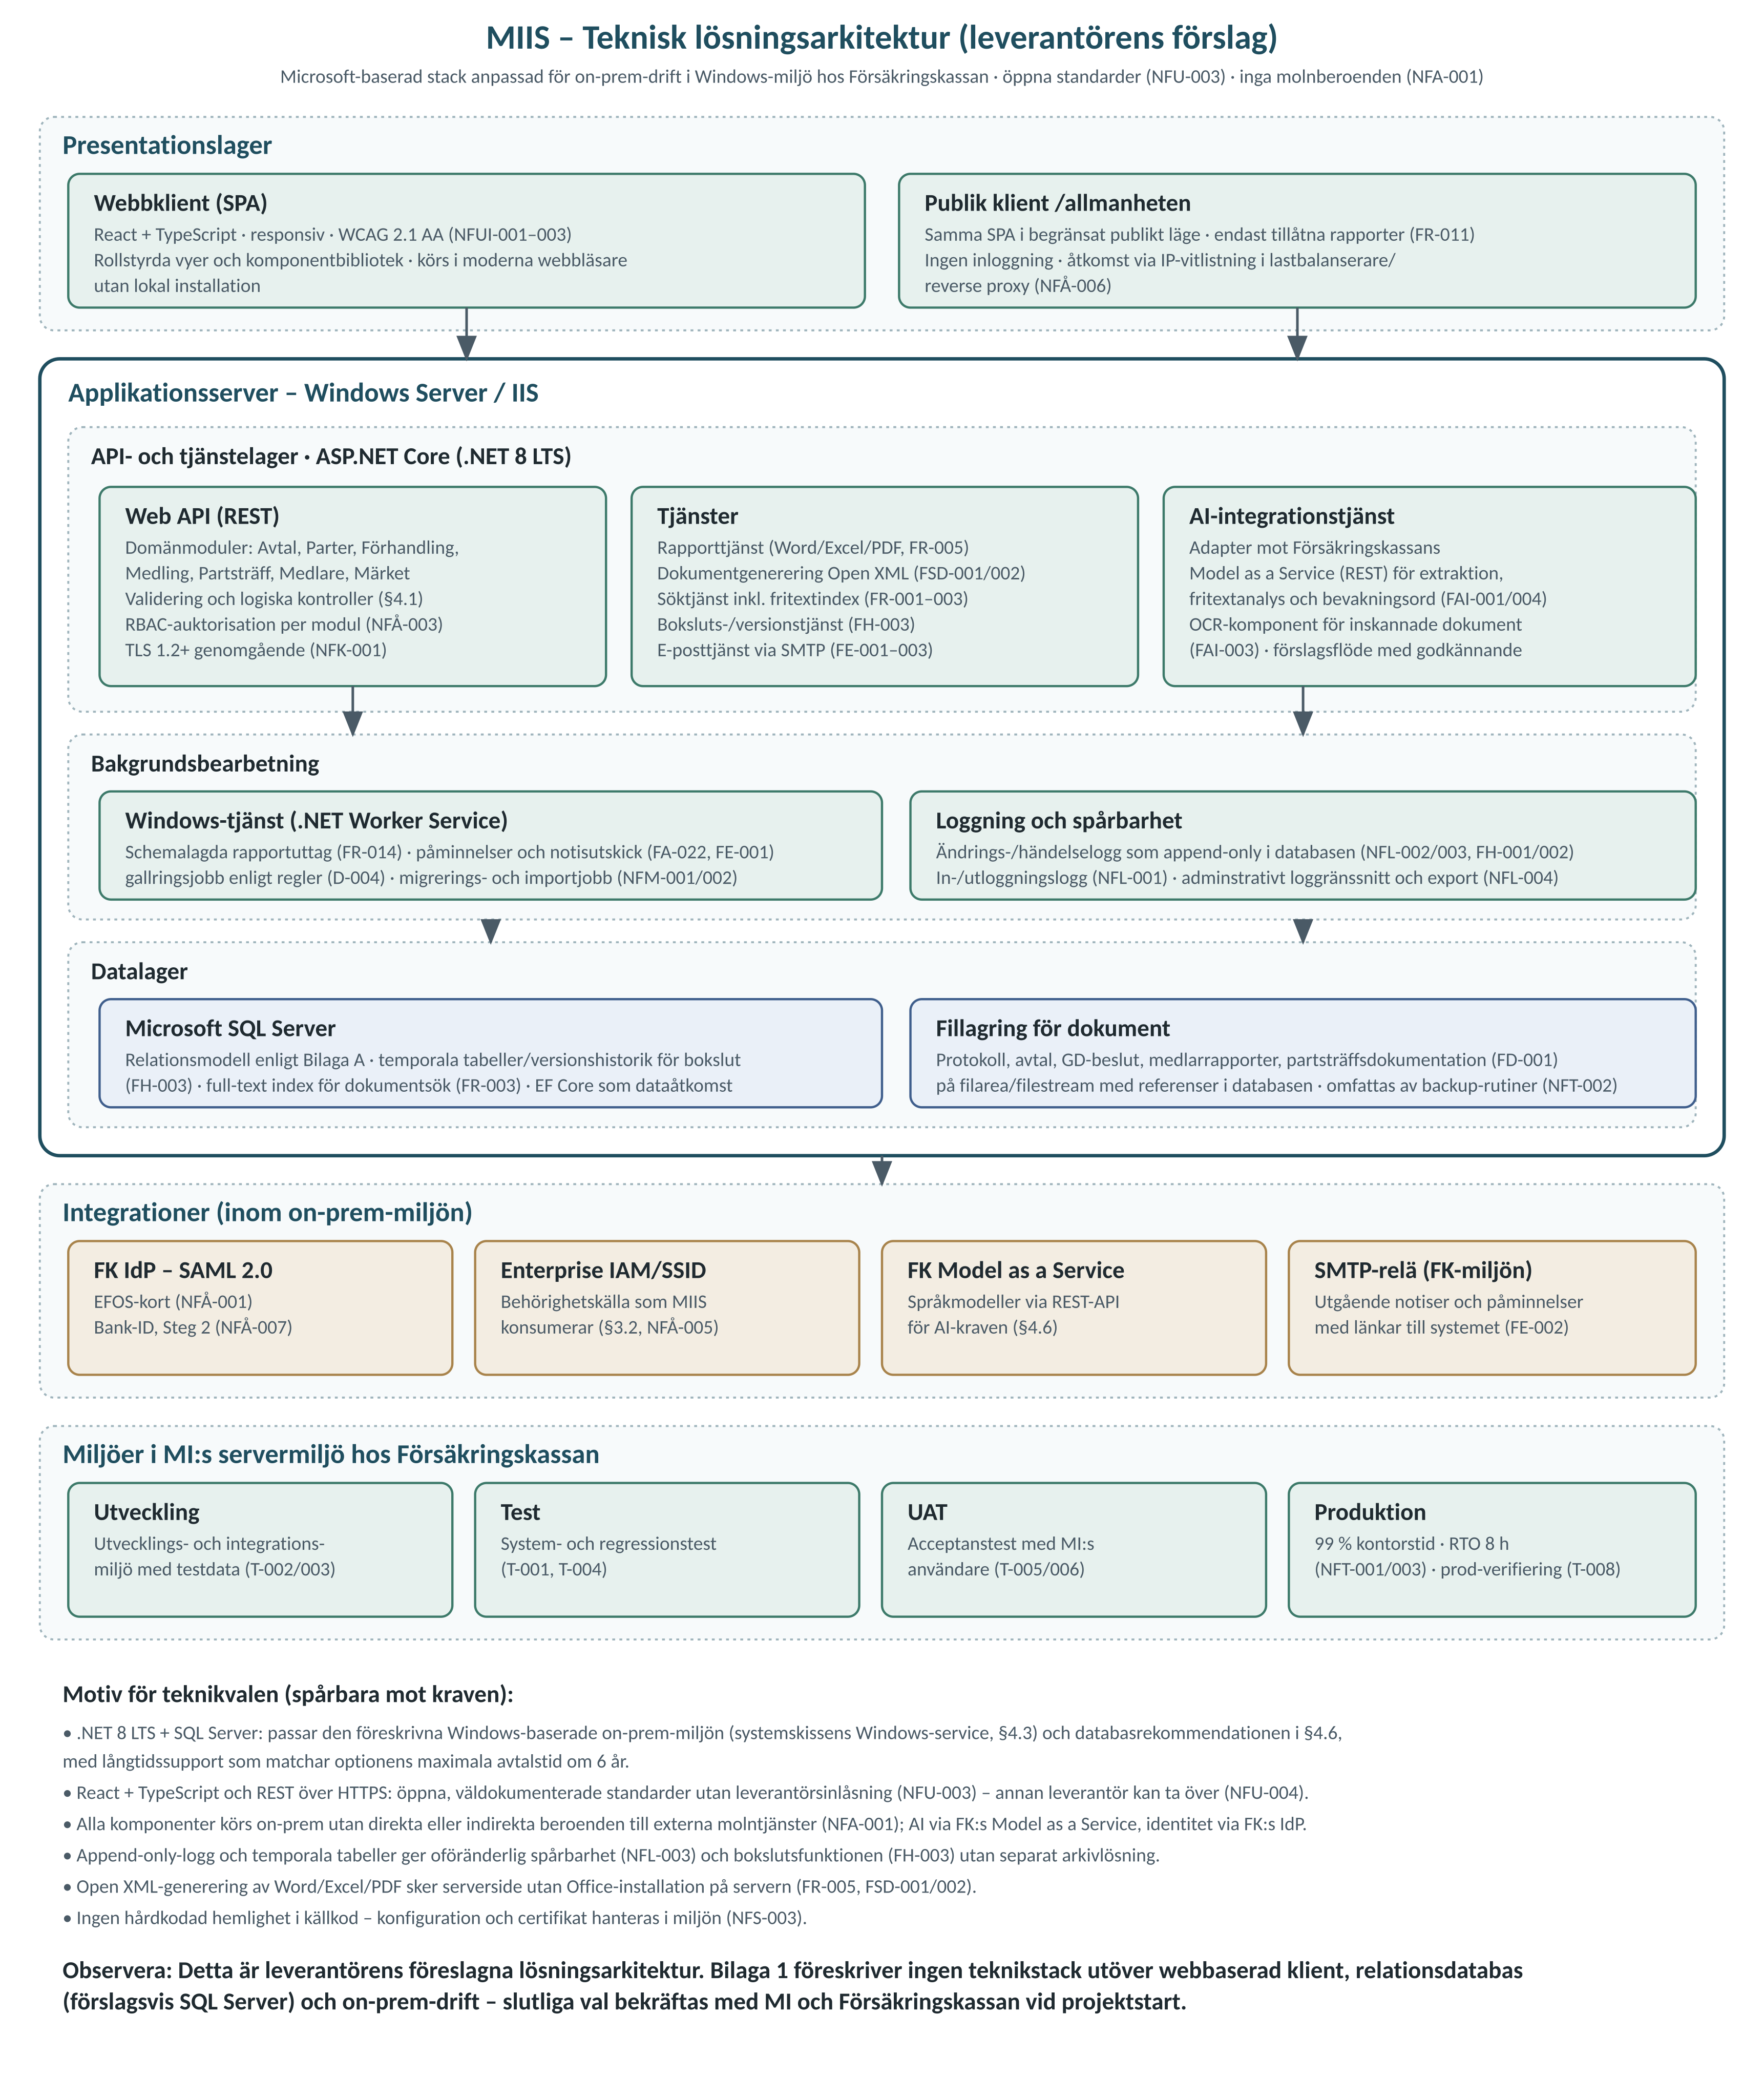 MIIS – Teknisk lösningsarkitektur (leverantörens förslag)
Microsoft-baserad stack anpassad för on-prem-drift i Windows-miljö hos Försäkringskassan · öppna standarder (NFU-003) · inga molnberoenden (NFA-001)
Presentationslager
Webbklient (SPA)
React + TypeScript · responsiv · WCAG 2.1 AA (NFUI-001–003)
Rollstyrda vyer och komponentbibliotek · körs i moderna webbläsare
utan lokal installation
Publik klient /allmanheten
Samma SPA i begränsat publikt läge · endast tillåtna rapporter (FR-011)
Ingen inloggning · åtkomst via IP-vitlistning i lastbalanserare/
reverse proxy (NFÅ-006)
Applikationsserver – Windows Server / IIS
API- och tjänstelager · ASP.NET Core (.NET 8 LTS)
Web API (REST)
Domänmoduler: Avtal, Parter, Förhandling,
Medling, Partsträff, Medlare, Märket
Validering och logiska kontroller (§4.1)
RBAC-auktorisation per modul (NFÅ-003)
TLS 1.2+ genomgående (NFK-001)
Tjänster
Rapporttjänst (Word/Excel/PDF, FR-005)
Dokumentgenerering Open XML (FSD-001/002)
Söktjänst inkl. fritextindex (FR-001–003)
Boksluts-/versionstjänst (FH-003)
E-posttjänst via SMTP (FE-001–003)
AI-integrationstjänst
Adapter mot Försäkringskassans
Model as a Service (REST) för extraktion,
fritextanalys och bevakningsord (FAI-001/004)
OCR-komponent för inskannade dokument
(FAI-003) · förslagsflöde med godkännande
Bakgrundsbearbetning
Windows-tjänst (.NET Worker Service)
Schemalagda rapportuttag (FR-014) · påminnelser och notisutskick (FA-022, FE-001)
gallringsjobb enligt regler (D-004) · migrerings- och importjobb (NFM-001/002)
Loggning och spårbarhet
Ändrings-/händelselogg som append-only i databasen (NFL-002/003, FH-001/002)
In-/utloggningslogg (NFL-001) · adminstrativt loggränssnitt och export (NFL-004)
Datalager
Microsoft SQL Server
Relationsmodell enligt Bilaga A · temporala tabeller/versionshistorik för bokslut
(FH-003) · full-text index för dokumentsök (FR-003) · EF Core som dataåtkomst
Fillagring för dokument
Protokoll, avtal, GD-beslut, medlarrapporter, partsträffsdokumentation (FD-001)
på filarea/filestream med referenser i databasen · omfattas av backup-rutiner (NFT-002)
Integrationer (inom on-prem-miljön)
FK IdP – SAML 2.0
EFOS-kort (NFÅ-001)
Bank-ID, Steg 2 (NFÅ-007)
Enterprise IAM/SSID
Behörighetskälla som MIIS
konsumerar (§3.2, NFÅ-005)
FK Model as a Service
Språkmodeller via REST-API
för AI-kraven (§4.6)
SMTP-relä (FK-miljön)
Utgående notiser och påminnelser
med länkar till systemet (FE-002)
Miljöer i MI:s servermiljö hos Försäkringskassan
Utveckling
Utvecklings- och integrations-
miljö med testdata (T-002/003)
Test
System- och regressionstest
(T-001, T-004)
UAT
Acceptanstest med MI:s
användare (T-005/006)
Produktion
99 % kontorstid · RTO 8 h
(NFT-001/003) · prod-verifiering (T-008)
Motiv för teknikvalen (spårbara mot kraven):
• .NET 8 LTS + SQL Server: passar den föreskrivna Windows-baserade on-prem-miljön (systemskissens Windows-service, §4.3) och databasrekommendationen i §4.6,
med långtidssupport som matchar optionens maximala avtalstid om 6 år.
• React + TypeScript och REST över HTTPS: öppna, väldokumenterade standarder utan leverantörsinlåsning (NFU-003) – annan leverantör kan ta över (NFU-004).
• Alla komponenter körs on-prem utan direkta eller indirekta beroenden till externa molntjänster (NFA-001); AI via FK:s Model as a Service, identitet via FK:s IdP.
• Append-only-logg och temporala tabeller ger oföränderlig spårbarhet (NFL-003) och bokslutsfunktionen (FH-003) utan separat arkivlösning.
• Open XML-generering av Word/Excel/PDF sker serverside utan Office-installation på servern (FR-005, FSD-001/002).
• Ingen hårdkodad hemlighet i källkod – konfiguration och certifikat hanteras i miljön (NFS-003).
Observera: Detta är leverantörens föreslagna lösningsarkitektur. Bilaga 1 föreskriver ingen teknikstack utöver webbaserad klient, relationsdatabas
(förslagsvis SQL Server) och on-prem-drift – slutliga val bekräftas med MI och Försäkringskassan vid projektstart.